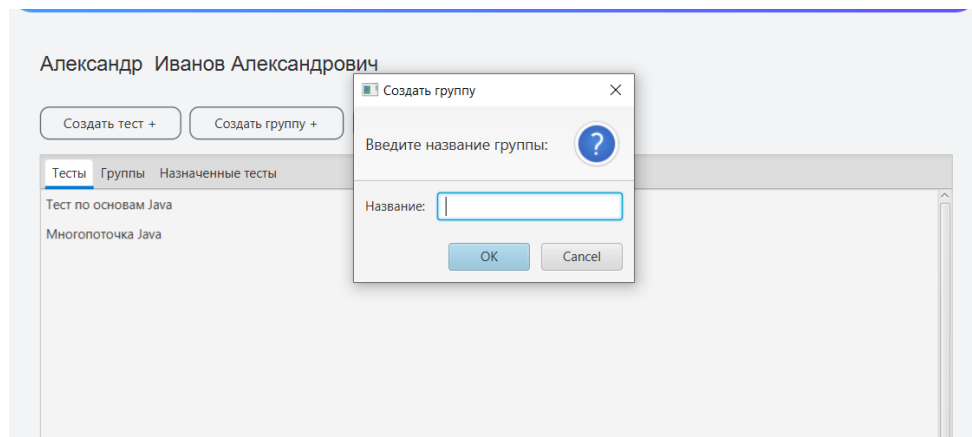 Александр Иванов Александрович
Создать тест +
Создать группу +
Тесты Группы Назначенные тесты
Тест по основам Java
Многопоточка Java
Создать группу
Введите название группы:
?
Название:
OK Cancel